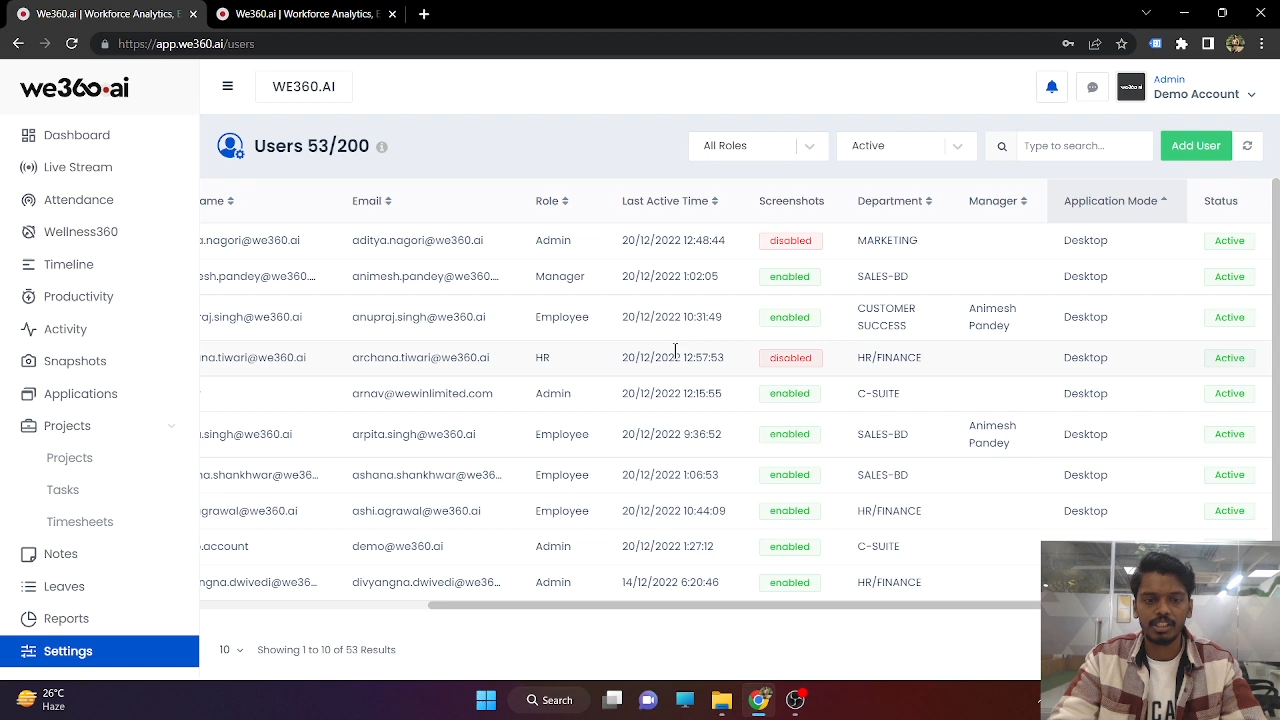 We360.ai | Workforce Analytics, E
We360.ai | Workforce Analytics, E
https://app.we360.ai/users
we360.ai
WE360.AI
Admin
Demo Account
Dashboard
Live Stream
Attendance
Wellness360
Timeline
Productivity
Activity
Snapshots
Applications
Projects
Projects
Tasks
Timesheets
Notes
Leaves
Reports
Settings
Users 53/200
All Roles
Active
Type to search...
Add User
ame Email Role Last Active Time Screenshots Department Manager Application Mode Status
a.nagori@we360.ai aditya.nagori@we360.ai Admin 20/12/2022 12:48:44 disabled MARKETING Desktop Active
esh.pandey@we360.... animesh.pandey@we360.... Manager 20/12/2022 1:02:05 enabled SALES-BD Desktop Active
raj.singh@we360.ai anupraj.singh@we360.ai Employee 20/12/2022 10:31:49 enabled CUSTOMER SUCCESS Animesh Pandey Desktop Active
ana.tiwari@we360.ai archana.tiwari@we360.ai HR 20/12/2022 12:57:53 disabled HR/FINANCE Desktop Active
arnav@wewinlimited.com Admin 20/12/2022 12:15:55 enabled C-SUITE Desktop Active
.singh@we360.ai arpita.singh@we360.ai Employee 20/12/2022 9:36:52 enabled SALES-BD Animesh Pandey Desktop Active
na.shankhwar@we36... ashana.shankhwar@we36... Employee 20/12/2022 1:06:53 enabled SALES-BD Desktop Active
grawal@we360.ai ashi.agrawal@we360.ai Employee 20/12/2022 10:44:09 enabled HR/FINANCE Desktop Active
.account demo@we360.ai Admin 20/12/2022 1:27:12 enabled C-SUITE
ngna.dwivedi@we36... divyangna.dwivedi@we36... Admin 14/12/2022 6:20:46 enabled HR/FINANCE
10 Showing 1 to 10 of 53 Results
26°C
Haze
Search